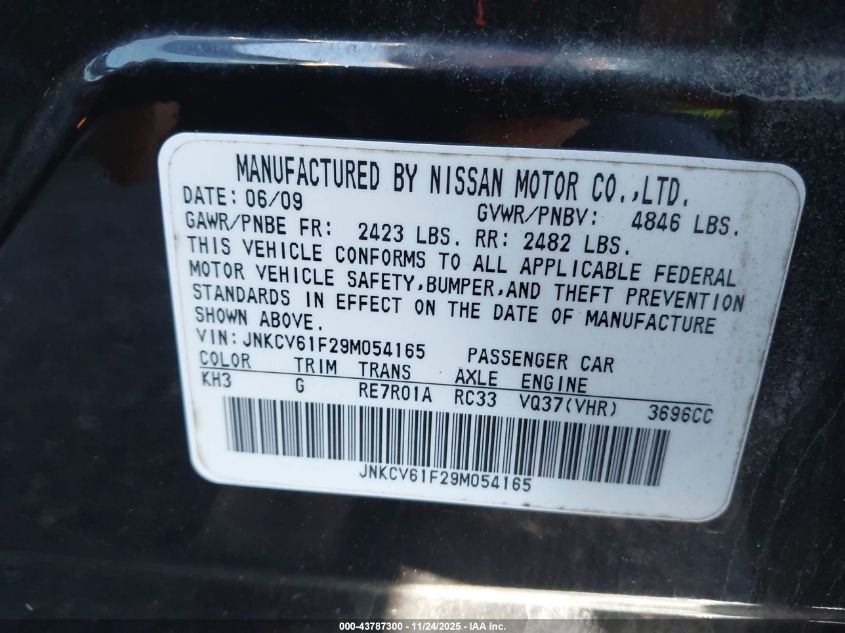 MANUFACTURED BY NISSAN MOTOR CO.,LTD.
DATE: 06/09 GVWR/PNBV: 4846 LBS.
GAWR/PNBE FR: 2423 LBS. RR: 2482 LBS.
THIS VEHICLE CONFORMS TO ALL APPLICABLE FEDERAL
MOTOR VEHICLE SAFETY,BUMPER,AND THEFT PREVENTION
STANDARDS IN EFFECT ON THE DATE OF MANUFACTURE
SHOWN ABOVE.
VIN:JNKCV61F29M054165 PASSENGER CAR
COLOR TRIM TRANS AXLE ENGINE
KH3 G RE7R01A RC33 VQ37(VHR) 3696CC
JNKCV61F29M054165
000-43787300 - 11/24/2025 - IAA Inc.